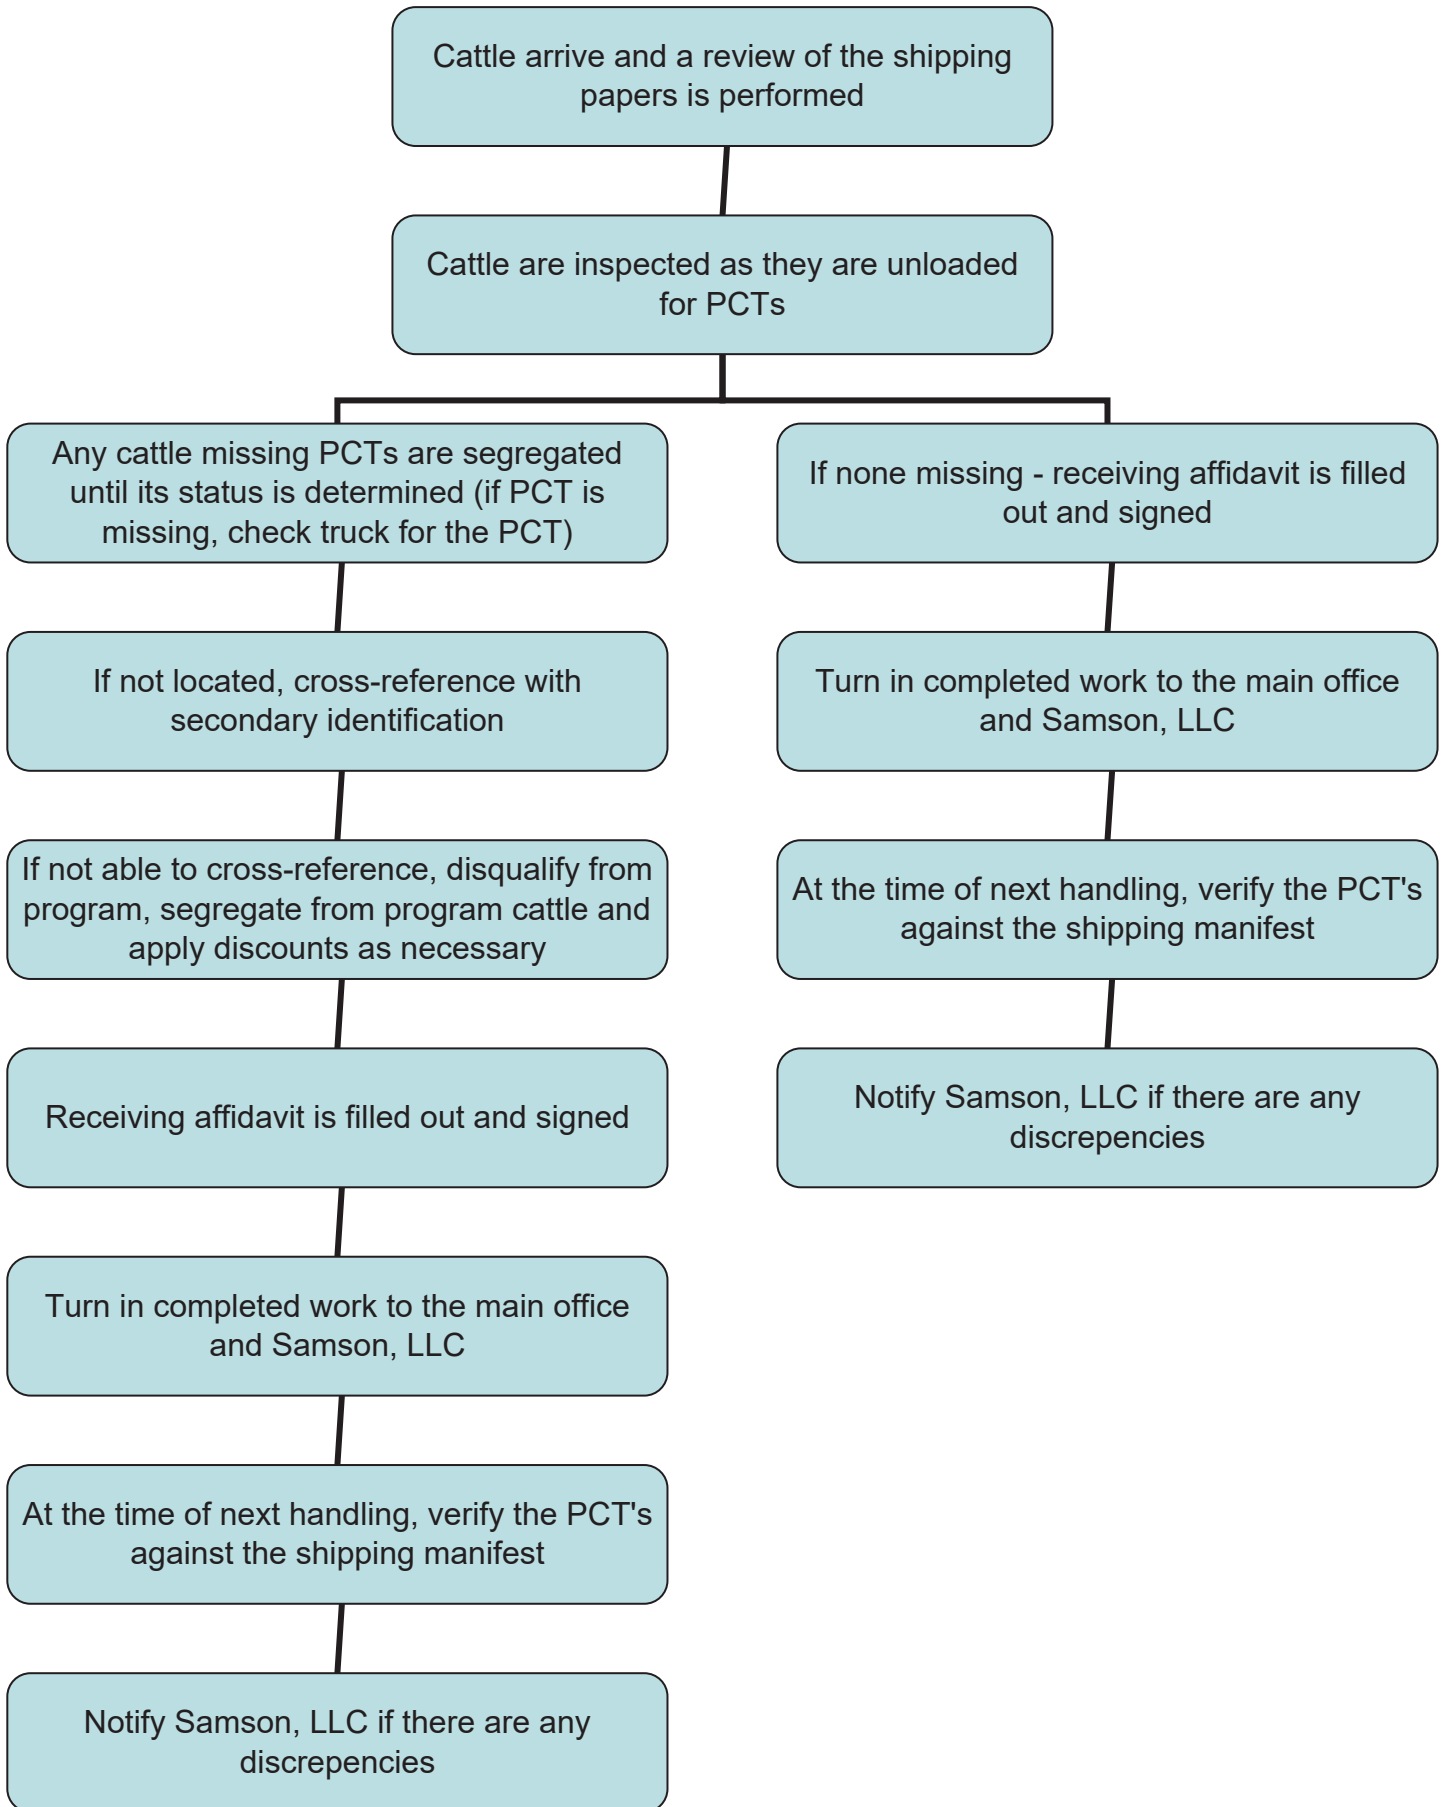 Cattle arrive and a review of the shipping
papers is performed
Cattle are inspected as they are unloaded
for PCTs
Any cattle missing PCTs are segregated
until its status is determined (if PCT is
missing, check truck for the PCT)
If not located, cross-reference with
secondary identification
If not able to cross-reference, disqualify from
program, segregate from program cattle and
apply discounts as necessary
Receiving affidavit is filled out and signed
Turn in completed work to the main office
and Samson, LLC
At the time of next handling, verify the PCT's
against the shipping manifest
Notify Samson, LLC if there are any
discrepencies
If none missing - receiving affidavit is filled
out and signed
Turn in completed work to the main office
and Samson, LLC
At the time of next handling, verify the PCT's
against the shipping manifest
Notify Samson, LLC if there are any
discrepencies